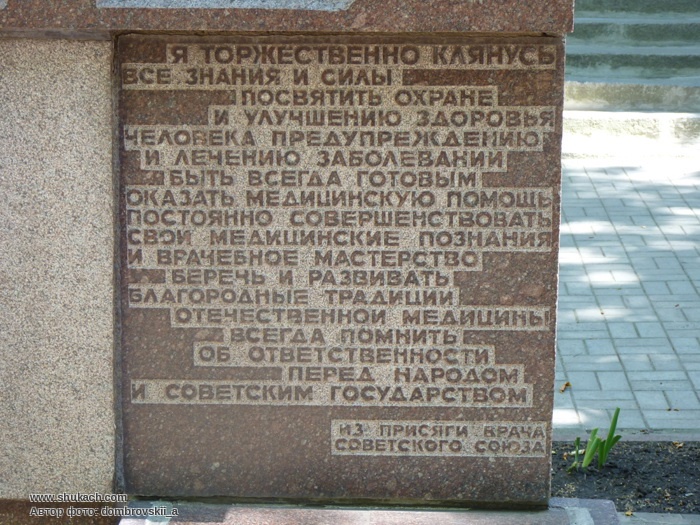 Я ТОРЖЕСТВЕННО КЛЯНУСЬ
ВСЕ ЗНАНИЯ И СИЛЫ
ПОСВЯТИТЬ ОХРАНЕ
И УЛУЧШЕНИЮ ЗДОРОВЬЯ
ЧЕЛОВЕКА ПРЕДУПРЕЖДЕНИЮ
И ЛЕЧЕНИЮ ЗАБОЛЕВАНИЙ
БЫТЬ ВСЕГДА ГОТОВЫМ
ОКАЗАТЬ МЕДИЦИНСКУЮ ПОМОЩЬ
ПОСТОЯННО СОВЕРШЕНСТВОВАТЬ
СВОИ МЕДИЦИНСКИЕ ПОЗНАНИЯ
И ВРАЧЕБНОЕ МАСТЕРСТВО
БЕРЕЧЬ И РАЗВИВАТЬ
БЛАГОРОДНЫЕ ТРАДИЦИИ
ОТЕЧЕСТВЕННОЙ МЕДИЦИНЫ
ВСЕГДА ПОМНИТЬ
ОБ ОТВЕТСТВЕННОСТИ
ПЕРЕД НАРОДОМ
И СОВЕТСКИМ ГОСУДАРСТВОМ
ИЗ ПРИСЯГИ ВРАЧА
СОВЕТСКОГО СОЮЗА
www.shukach.com
Автор фото: dombrovskii_a